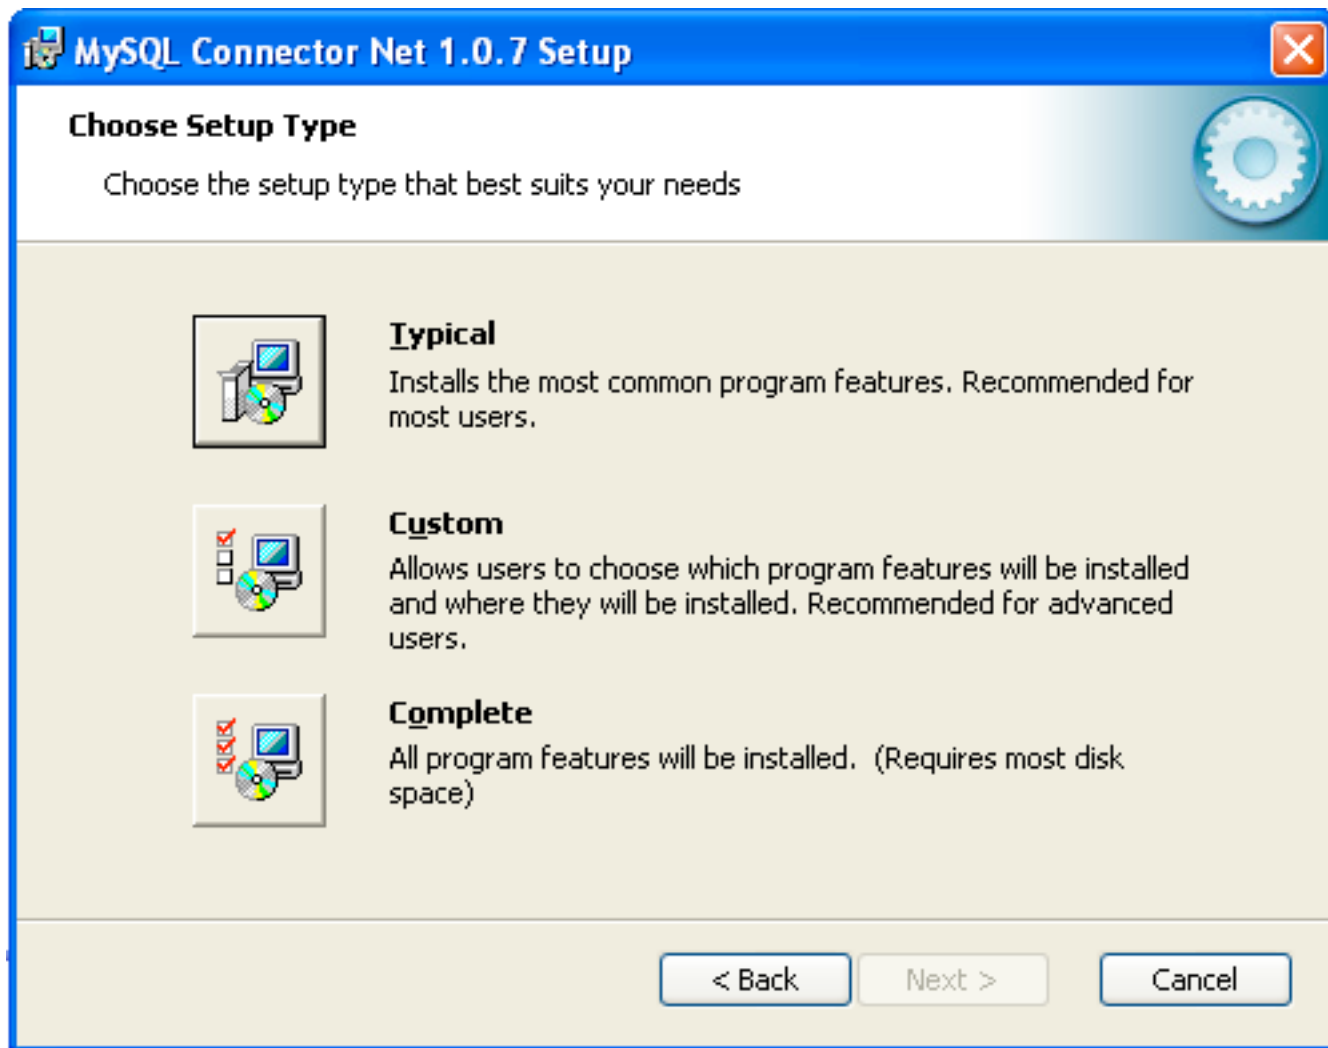 MySQL Connector Net 1.0.7 Setup
Choose Setup Type
Choose the setup type that best suits your needs
Typical
Installs the most common program features. Recommended for
most users.
Custom
Allows users to choose which program features will be installed
and where they will be installed. Recommended for advanced
users.
Complete
All program features will be installed.  (Requires most disk
space)
< Back
Next >
Cancel